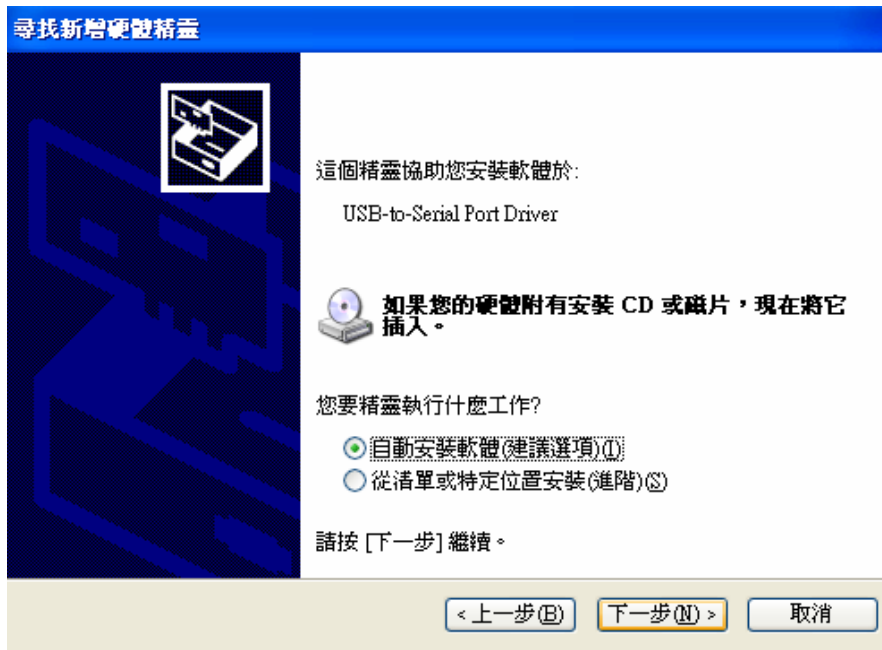 尋找新增硬體精靈
這個精靈協助您安裝軟體於:
USB-to-Serial Port Driver
如果您的硬體附有安裝 CD 或磁片，現在將它
插入。
您要精靈執行什麼工作?
自動安裝軟體(建議選項)(I)
從清單或特定位置安裝(進階)(S)
請按 [下一步] 繼續。
< 上一步(B)
下一步(N) >
取消